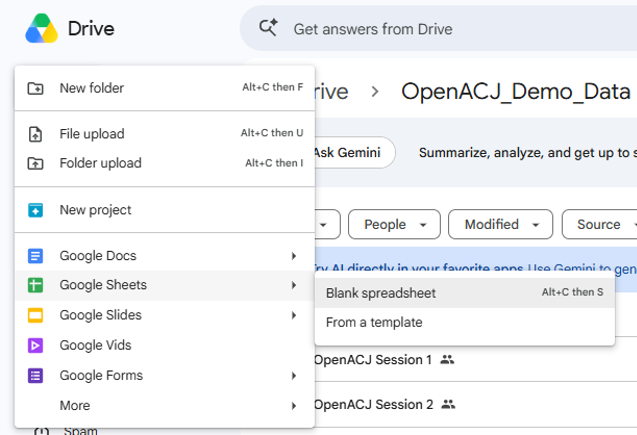 Drive
Get answers from Drive
New folder Alt+C then F
rive > OpenACJ_Demo_Data
File upload Alt+C then U
Folder upload Alt+C then I
Ask Gemini Summarize, analyze, and get up to s
New project
People Modified Source
Google Docs
Try AI directly in your favorite apps Use Gemini to gen
Google Sheets
Blank spreadsheet Alt+C then S
Google Slides
From a template
Google Vids
OpenACJ Session 1
Google Forms
More
OpenACJ Session 2
Spam